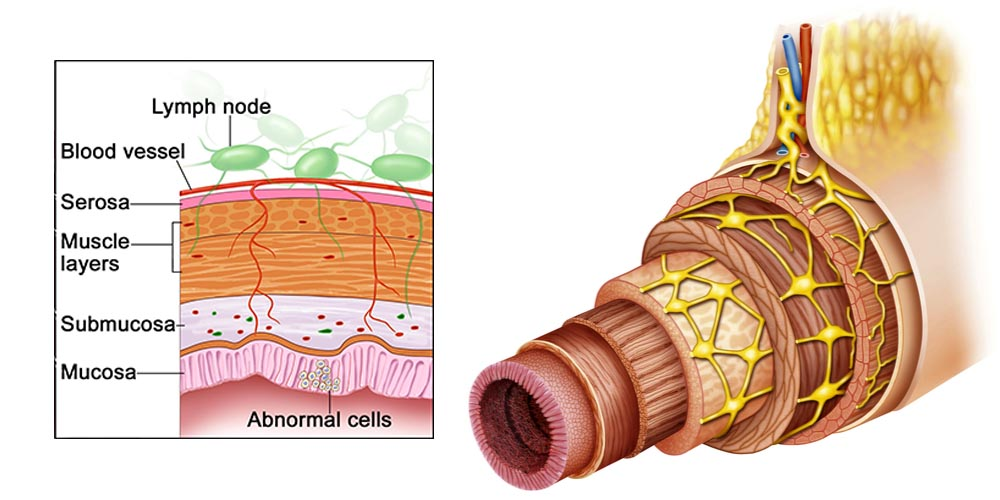 Lymph node
Blood vessel
Serosa
Muscle
layers
Submucosa
Mucosa
Abnormal cells